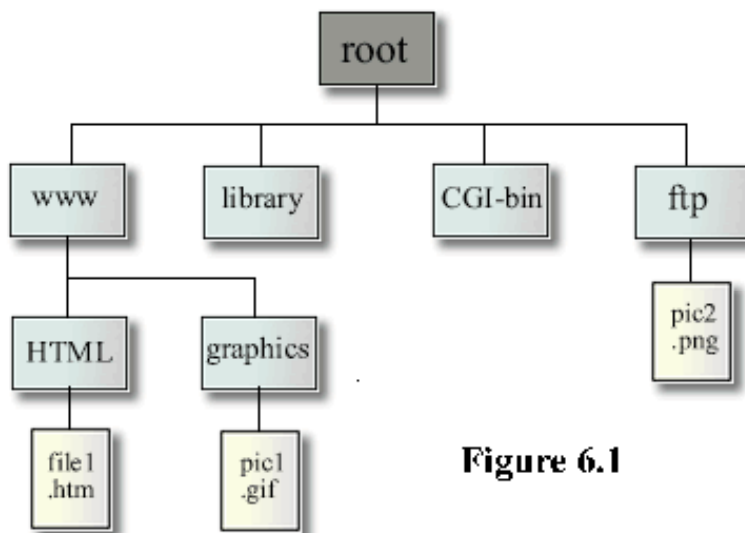 root
www
library
CGI-bin
ftp
HTML
graphics
pic2
.png
file1
.htm
pic1
.gif
Figure 6.1